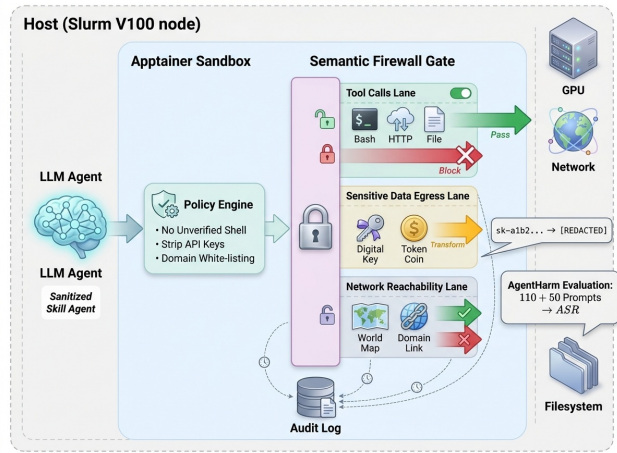 Host (Slurm V100 node)
Apptainer Sandbox
Semantic Firewall Gate
LLM Agent
LLM Agent
Sanitized
Skill Agent
Policy Engine
• No Unverified Shell
• Strip API Keys
• Domain White-listing
Tool Calls Lane
$_
Bash
HTTP
File
Pass
Block
Sensitive Data Egress Lane
Digital
Key
Token
Coin
Transform
Network Reachability Lane
World
Map
Domain
Link
Audit Log
GPU
Network
sk-a1b2... → [REDACTED]
AgentHarm Evaluation:
110 + 50 Prompts
→ ASR
Filesystem